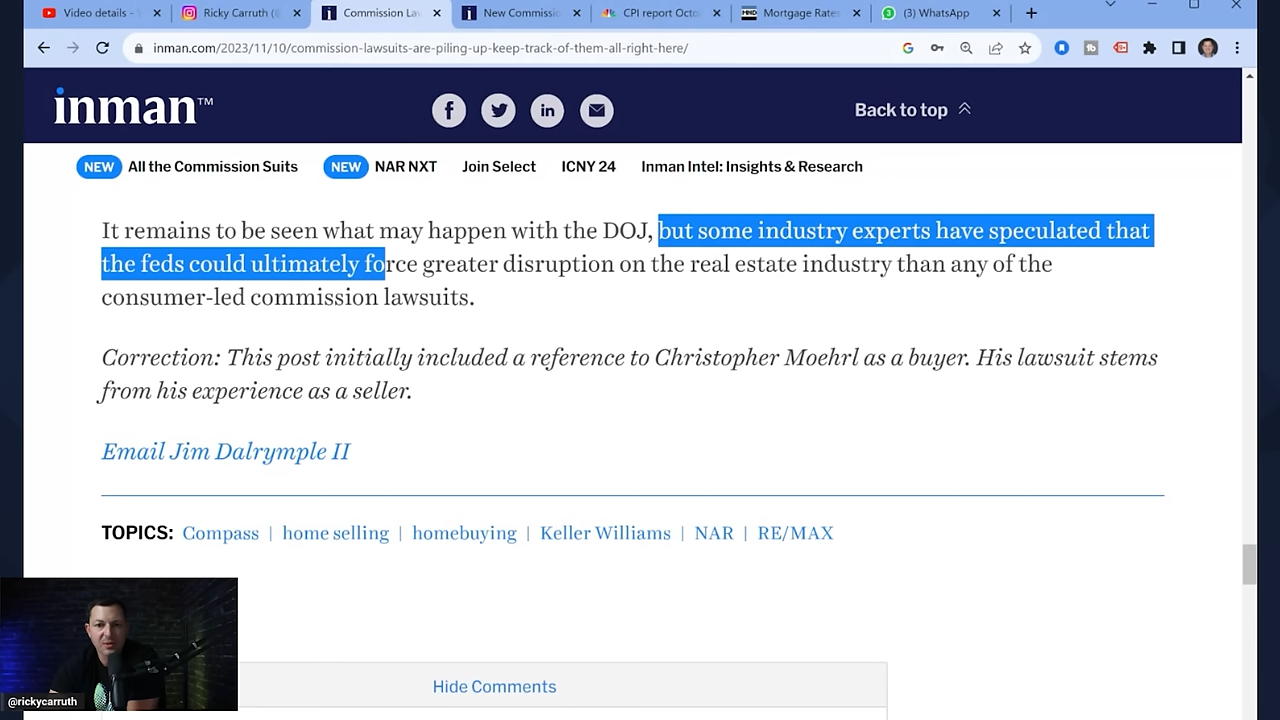 Video details -
Ricky Carruth (@
Commission La
New Commissio
CPI report Octo
Mortgage Rates
(3) WhatsApp
inman.com/2023/11/10/commission-lawsuits-are-piling-up-keep-track-of-them-all-right-here/
inman™
Back to top
NEW All the Commission Suits NEW NAR NXT Join Select ICNY 24 Inman Intel: Insights & Research
It remains to be seen what may happen with the DOJ, but some industry experts have speculated that
the feds could ultimately force greater disruption on the real estate industry than any of the
consumer-led commission lawsuits.
Correction: This post initially included a reference to Christopher Moehrl as a buyer. His lawsuit stems
from his experience as a seller.
Email Jim Dalrymple II
TOPICS: Compass | home selling | homebuying | Keller Williams | NAR | RE/MAX
Hide Comments
@rickycarruth